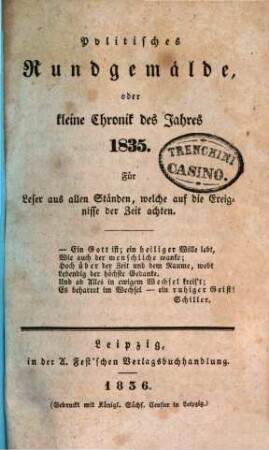 Politisches
Rundgemälde,
oder
kleine Chronik des Jahres
1835.
TRENCHINI
CASINO.
Für
Leser aus allen Ständen, welche auf die Ereig-
nisse der Zeit achten.
— Ein Gott ist; ein heiliger Wille lebt,
Wie auch der menschliche wanke;
Hoch über der Zeit und dem Raume, webt
Lebendig der höchste Gedanke.
Und ob Alles in ewigem Wechsel kreis't;
Es beharret im Wechsel — ein ruhiger Geist!
Schiller.
Leipzig,
in der A. Fest'schen Verlagsbuchhandlung.
1836.
(Gedruckt mit Königl. Sächs. Censur in Leipzig.)